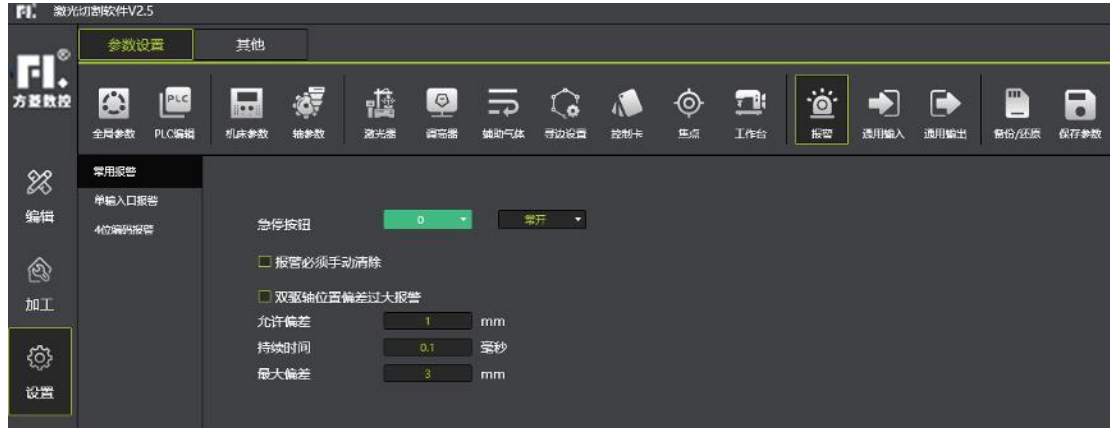 FI. 激光切割软件V2.5
参数设置 其他
FI.®
方菱数控
PLC
全局参数 PLC编辑 机床参数 轴参数 激光器 调高器 辅助气体 寻边设置 控制卡 焦点 工作台 报警 通用输入 通用输出 备份/还原 保存参数
常用报警
单输入口报警
4位编码报警
编辑
加工
设置
急停按钮 0 常开
报警必须手动清除
双驱轴位置偏差过大报警
允许偏差 1 mm
持续时间 0.1 毫秒
最大偏差 3 mm